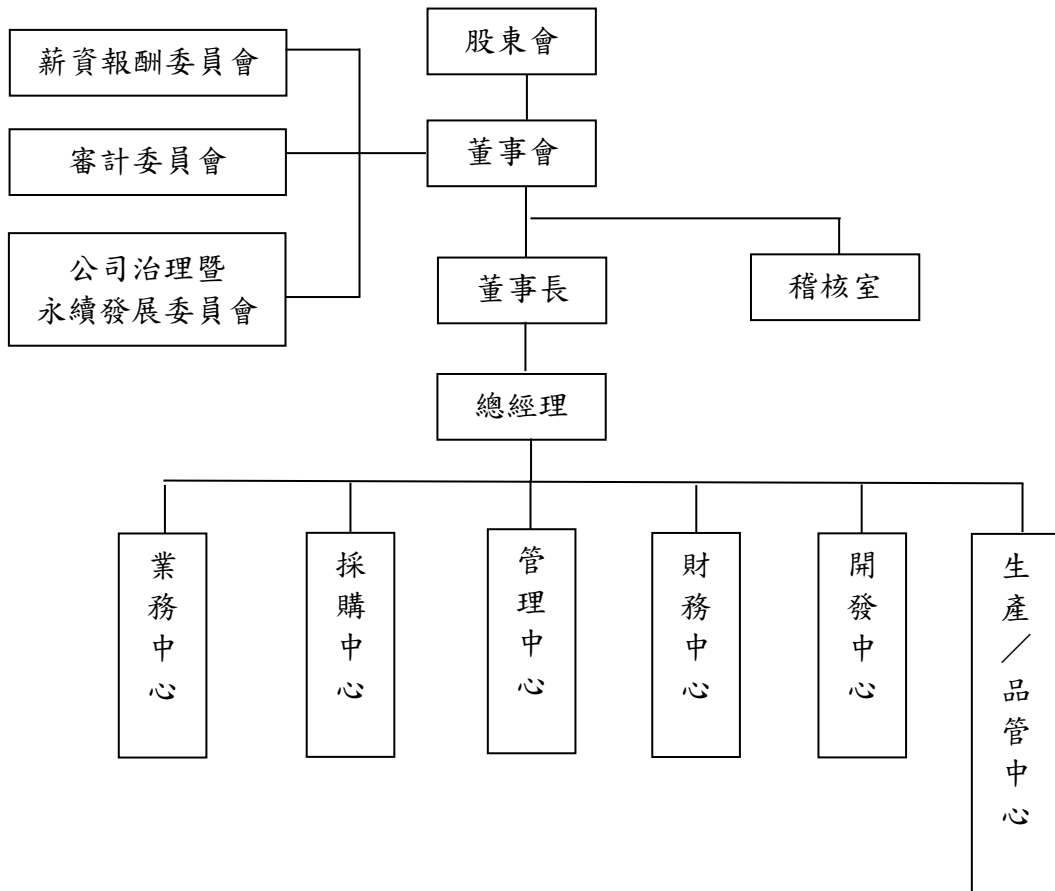 股東會
薪資報酬委員會
審計委員會
董事會
公司治理暨
永續發展委員會
董事長
稽核室
總經理
業務中心
採購中心
管理中心
財務中心
開發中心
生產／品管中心